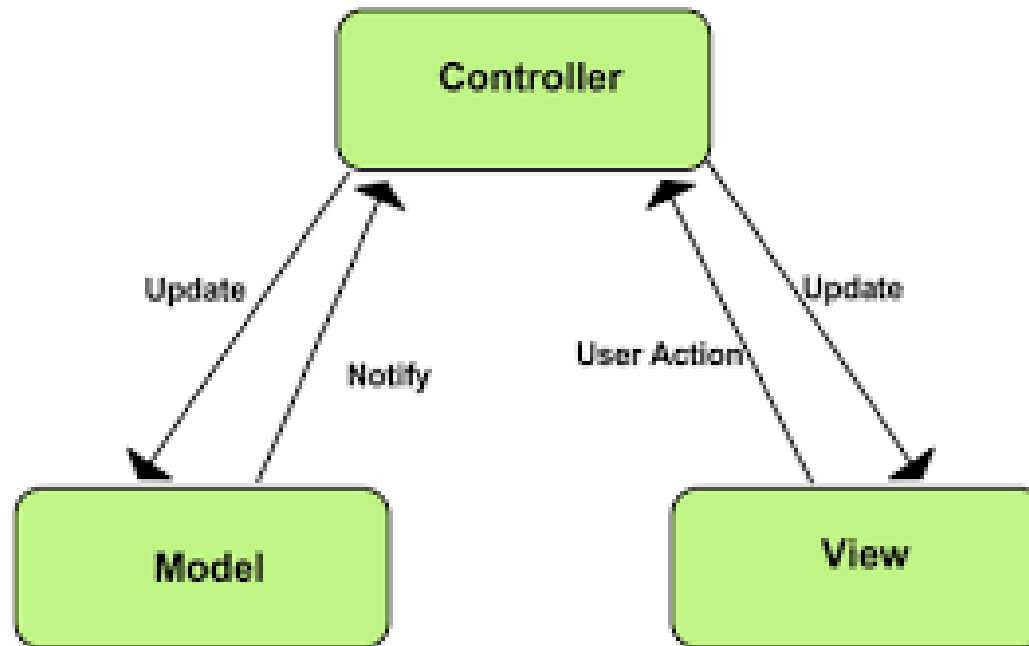 Controller
Update
Update
User Action
Notify
Model
View